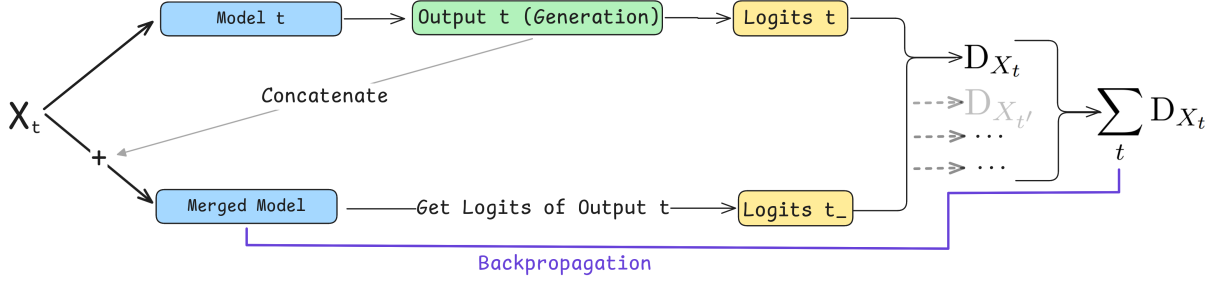 Model t
Output t (Generation)
Logits t
D_{X_t}
Concatenate
D_{X_{t'}}
X_t
∑_t D_{X_t}
+
...
...
Merged Model
Get Logits of Output t
Logits t_
Backpropagation